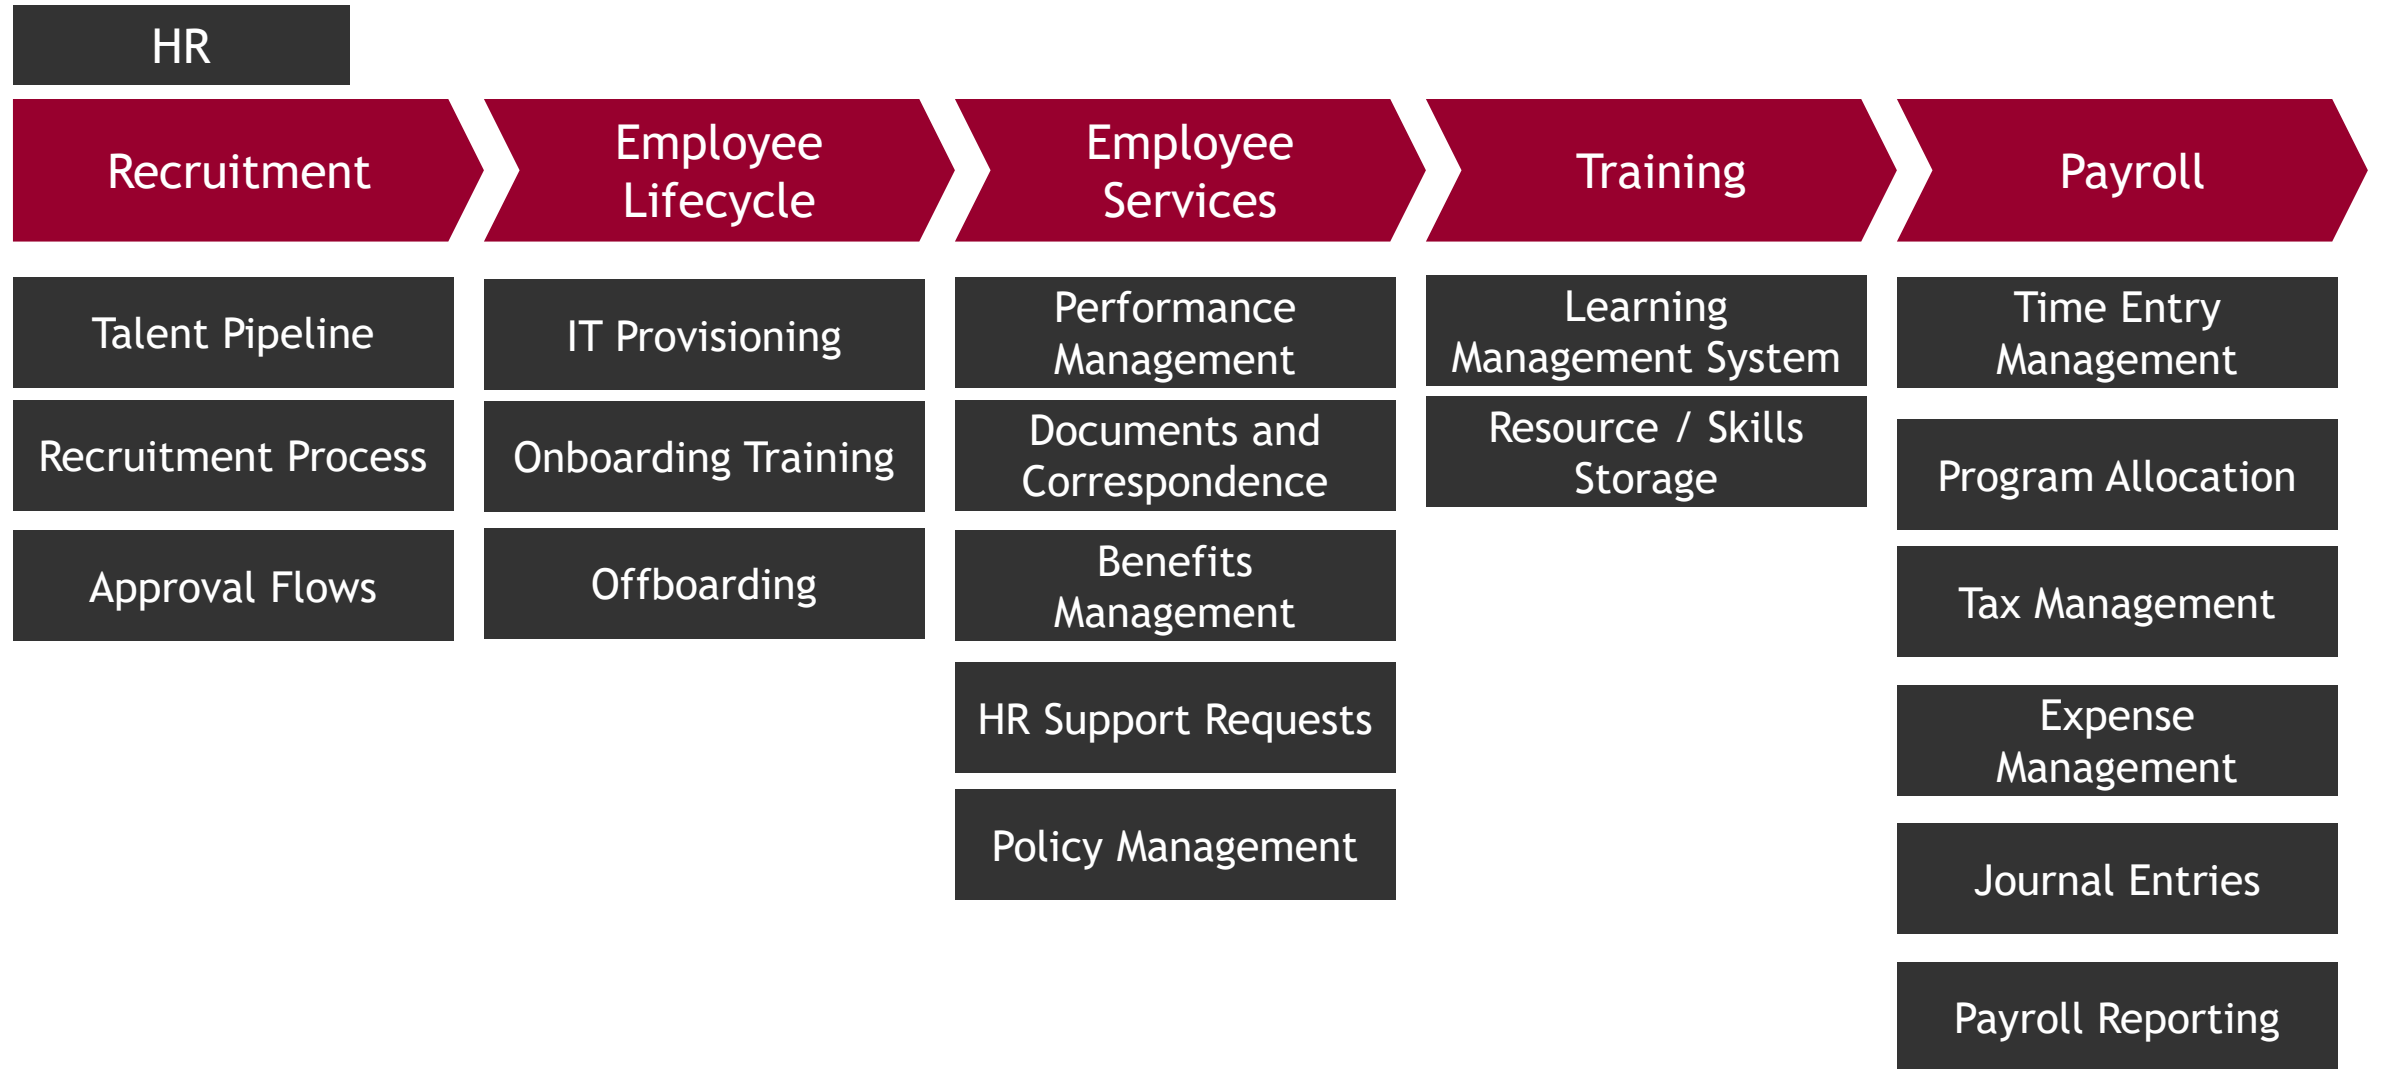 HR
Recruitment
Employee
Lifecycle
Employee
Services
Training
Payroll
Talent Pipeline
Recruitment Process
Approval Flows
IT Provisioning
Onboarding Training
Offboarding
Performance
Management
Documents and
Correspondence
Benefits
Management
HR Support Requests
Policy Management
Learning
Management System
Resource / Skills
Storage
Time Entry
Management
Program Allocation
Tax Management
Expense
Management
Journal Entries
Payroll Reporting